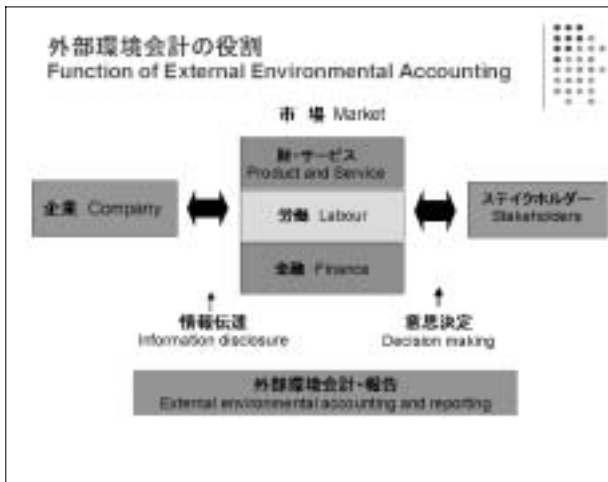 外部環境会計の役割
Function of External Environmental Accounting
市 場 Market
財・サービス
Product and Service
企業 Company
労働 Labour
ステイクホルダー
Stakeholders
金融 Finance
情報伝達
Information disclosure
意思決定
Decision making
外部環境会計・報告
External environmental accounting and reporting